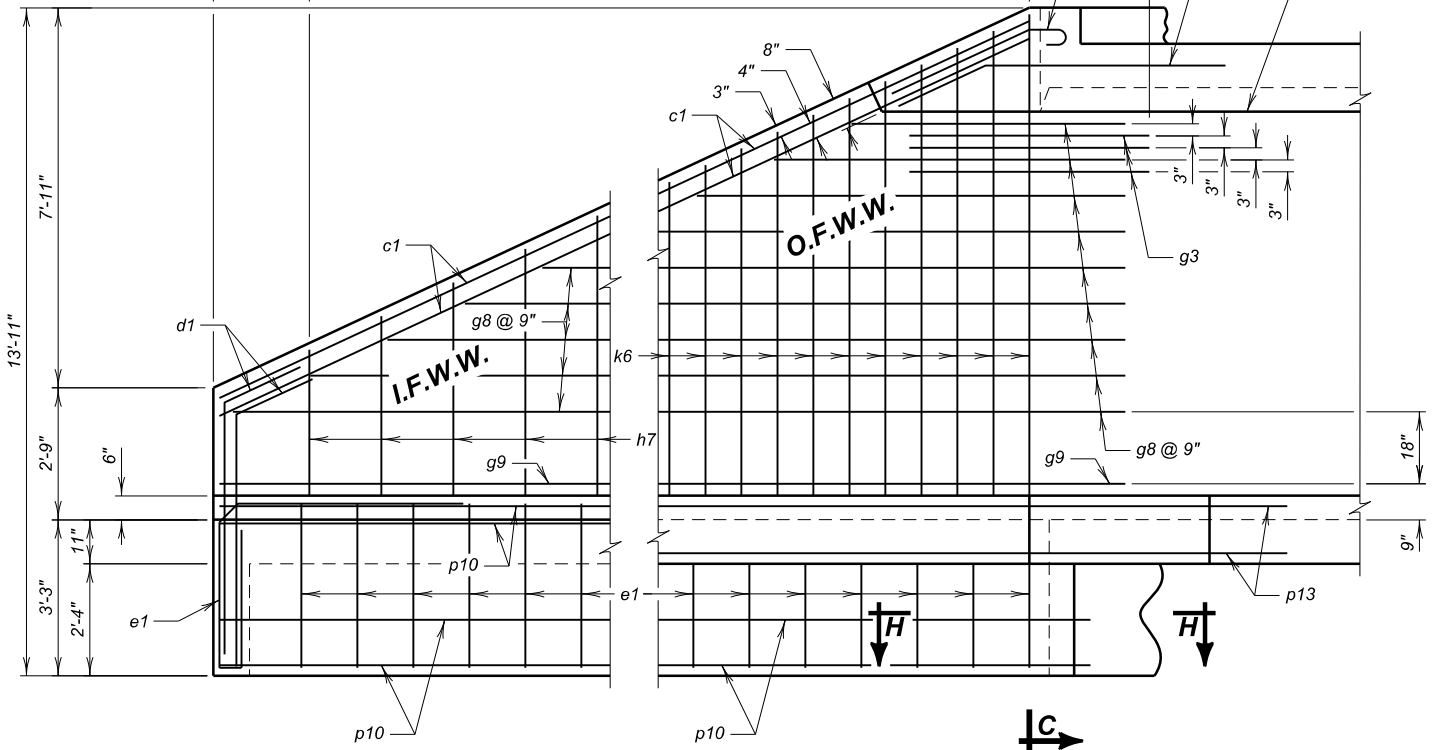 8"
4"
3"
c1
7'-11"
O.F.W.W.
3"
3"
3"
3"
c1
g3
13'-11"
d1
g8 @ 9"
I.F.W.W.
k6
h7
g8 @ 9"
2'-9"
6"
g9
g9
18"
11"
9"
p10
3'-3"
2'-4"
e1
e1
p13
H
H
p10
p10
C